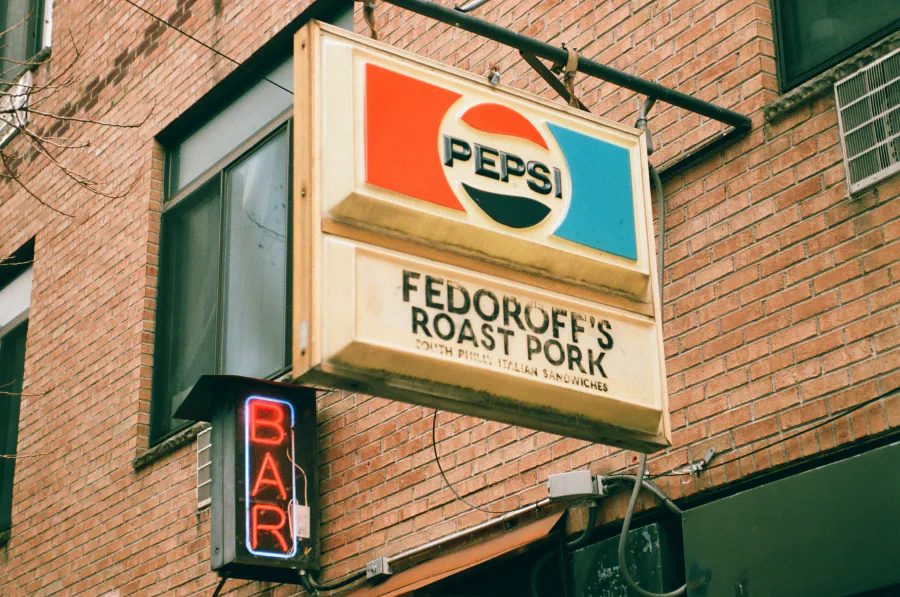 PEPSI
FEDOROFF'S
ROAST PORK
SOUTH PHILLY ITALIAN SANDWICHES
BAR